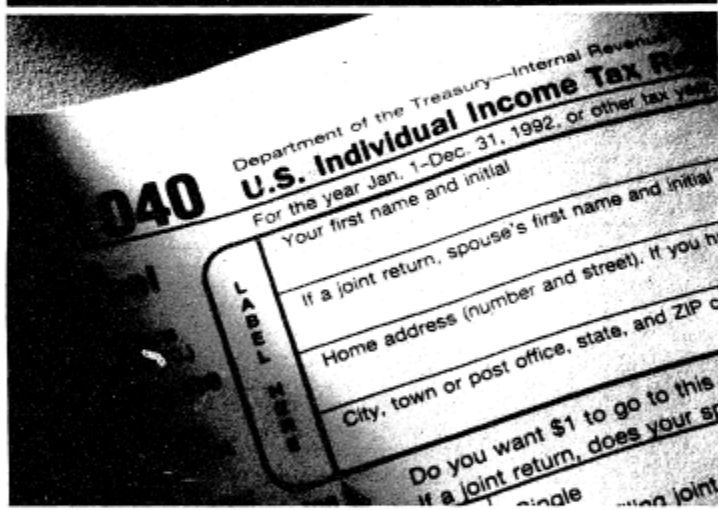 Department of the Treasury—Internal Revenue
U.S. Individual Income Tax
040
For the year Jan. 1–Dec. 31, 1992, or other tax year
Your first name and initial
If a joint return, spouse's first name and initial
LABEL HERE
Home address (number and street). If you
City, town or post office, state, and ZIP
Do you want $1 to go to this
If a joint return, does your
Single
joint